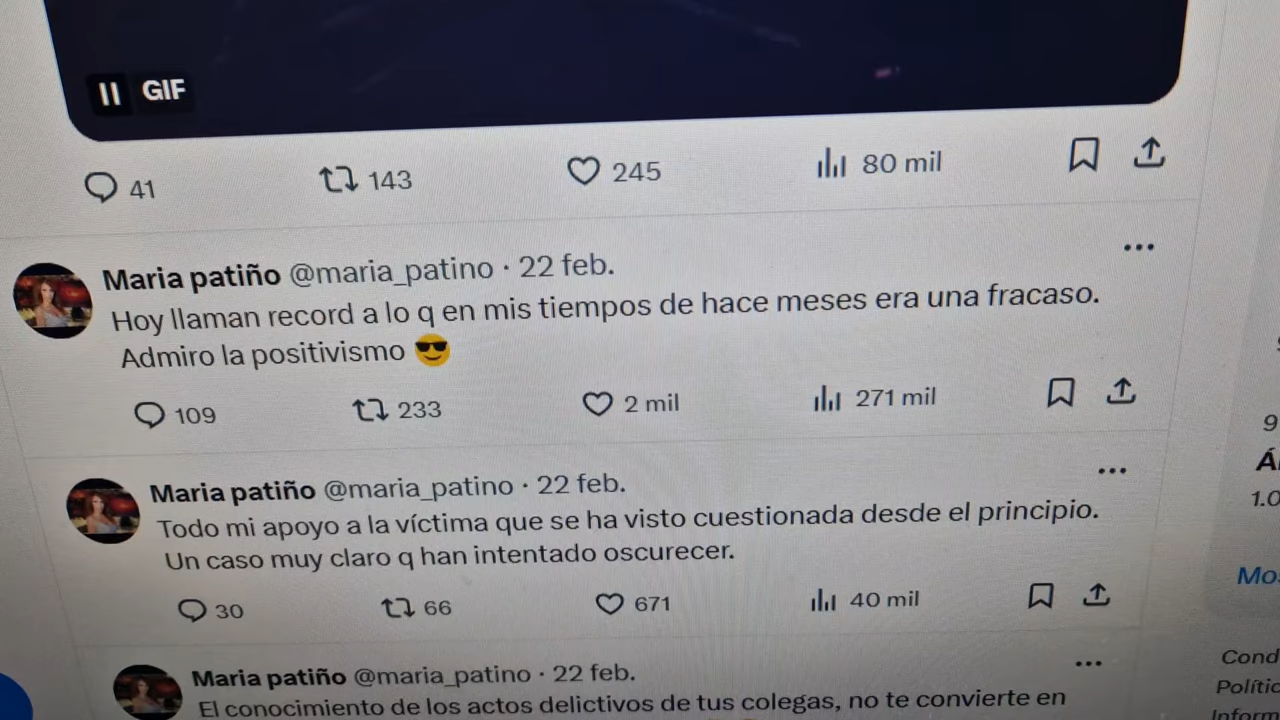 GIF
41 143 245 80 mil
Maria patiño @maria_patino · 22 feb.
Hoy llaman record a lo q en mis tiempos de hace meses era una fracaso.
Admiro la positivismo 😎
109 233 2 mil 271 mil
Maria patiño @maria_patino · 22 feb.
Todo mi apoyo a la víctima que se ha visto cuestionada desde el principio.
Un caso muy claro q han intentado oscurecer.
30 66 671 40 mil
Maria patiño @maria_patino · 22 feb.
El conocimiento de los actos delictivos de tus colegas, no te convierte en